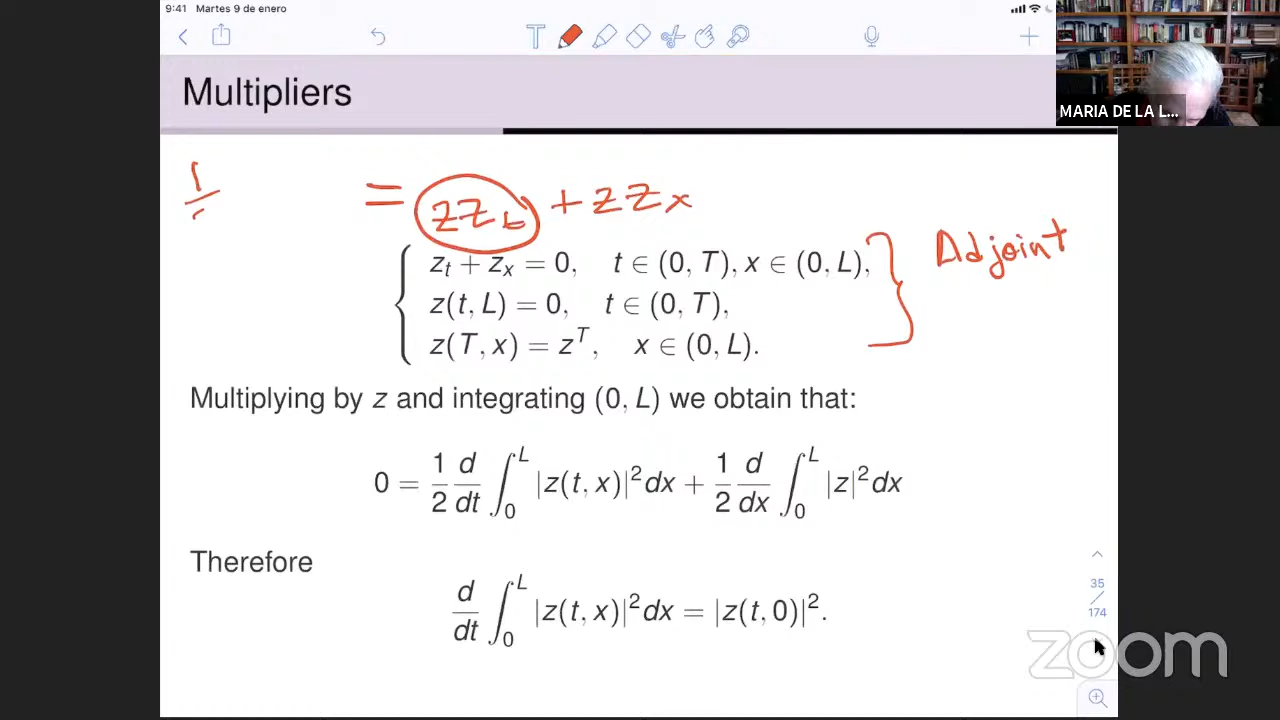 9:41 Martes 9 de enero
MARIA DE LA L...
Multipliers
= z z_t + z z_x
Adjoint
z_t + z_x = 0, t ∈ (0, T), x ∈ (0, L),
z(t, L) = 0, t ∈ (0, T),
z(T, x) = z^T, x ∈ (0, L).
Multiplying by z and integrating (0, L) we obtain that:
0 = 1/2 d/dt ∫_0^L |z(t, x)|^2 dx + 1/2 d/dx ∫_0^L |z|^2 dx
Therefore
d/dt ∫_0^L |z(t, x)|^2 dx = |z(t, 0)|^2.
35/174
zoom